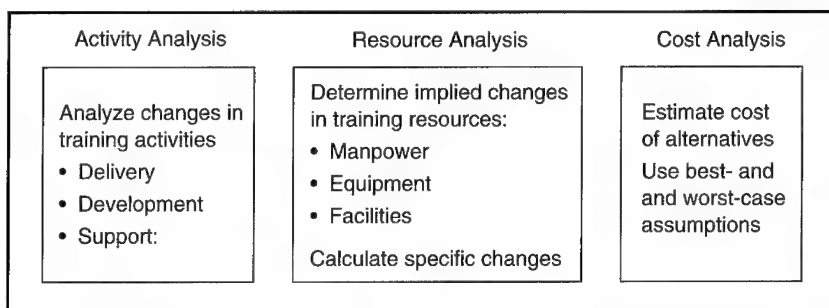 Activity Analysis
Analyze changes in
training activities
• Delivery
• Development
• Support:
Resource Analysis
Determine implied changes
in training resources:
• Manpower
• Equipment
• Facilities
Calculate specific changes
Cost Analysis
Estimate cost
of alternatives
Use best- and
and worst-case
assumptions